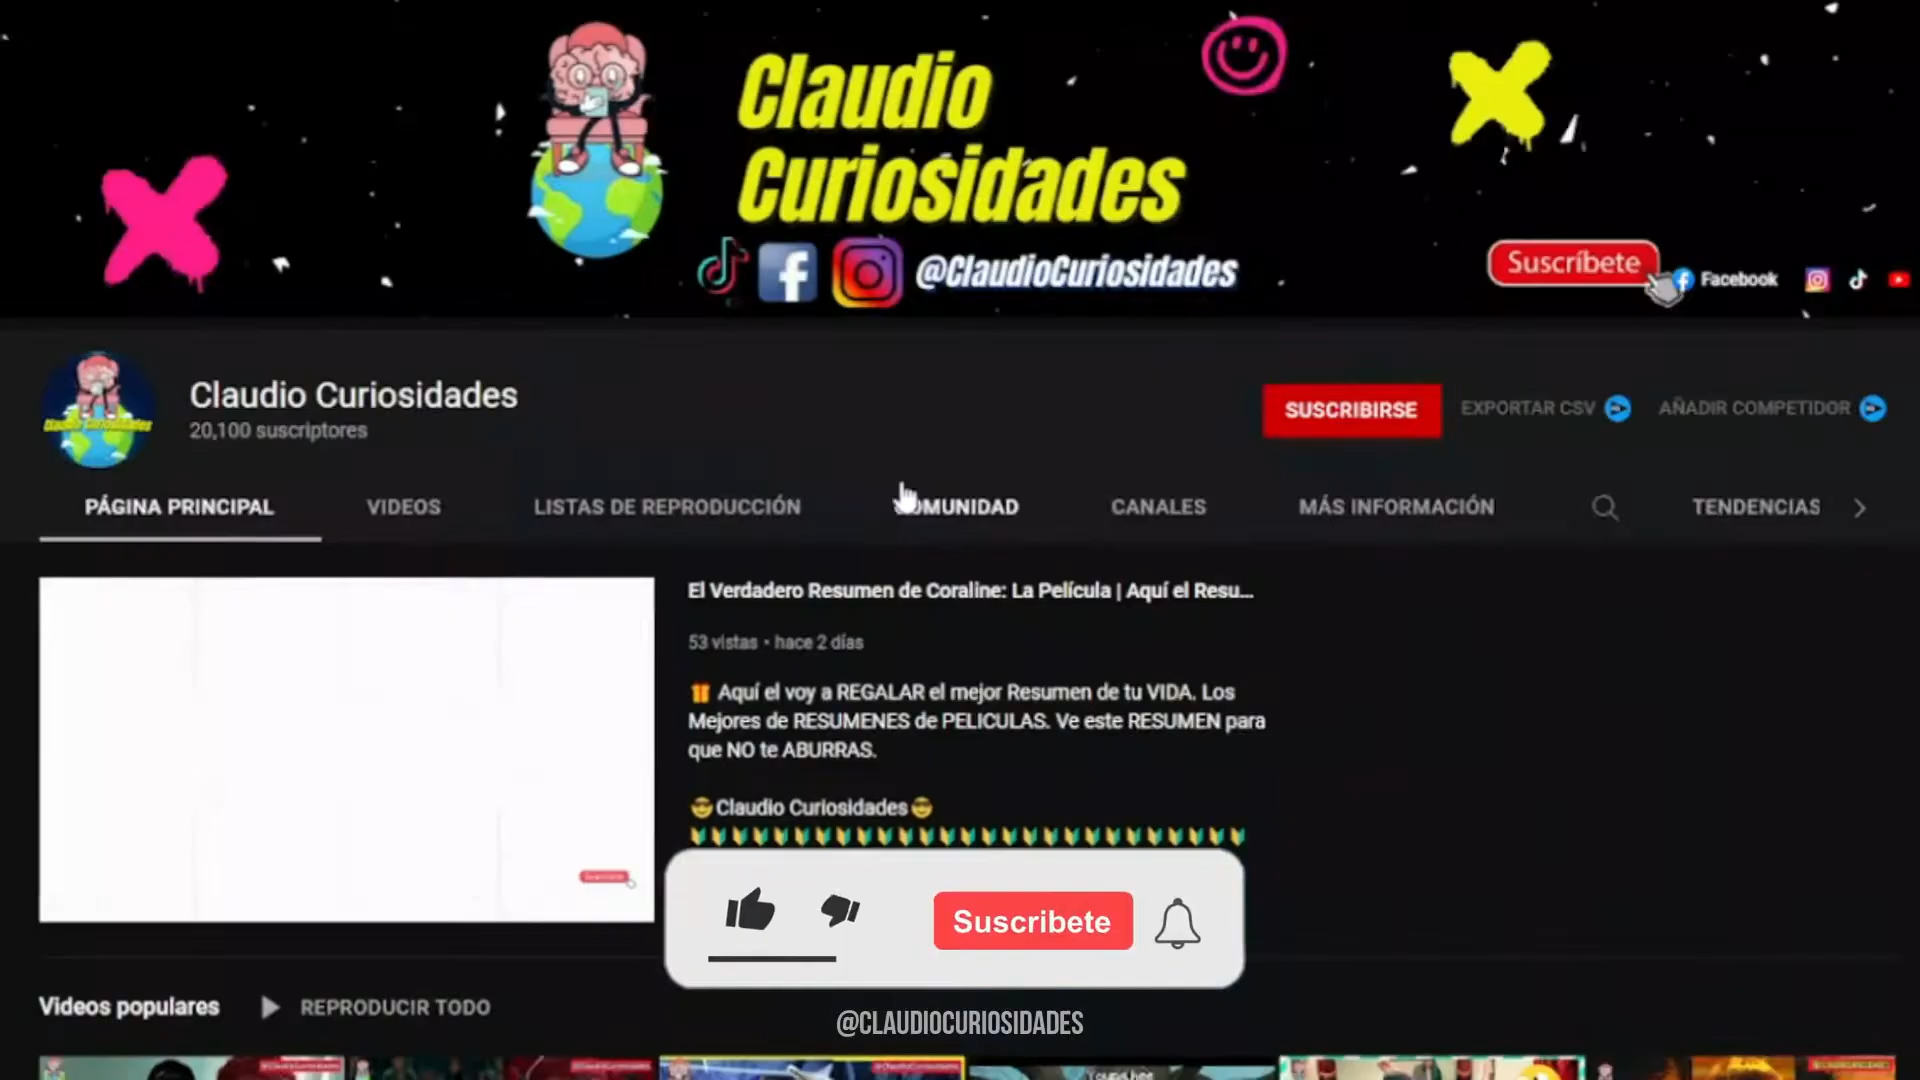 Claudio
Curiosidades
@ClaudioCuriosidades
Suscríbete
Facebook
Claudio Curiosidades
20,100 suscriptores
SUSCRIBIRSE
EXPORTAR CSV
AÑADIR COMPETIDOR
PÁGINA PRINCIPAL
VIDEOS
LISTAS DE REPRODUCCIÓN
COMUNIDAD
CANALES
MÁS INFORMACIÓN
TENDENCIAS
El Verdadero Resumen de Coraline: La Película | Aquí el Resu...
53 vistas • hace 2 días
Aquí el voy a REGALAR el mejor Resumen de tu VIDA. Los
Mejores de RESUMENES de PELICULAS. Ve este RESUMEN para
que NO te ABURRAS.
Claudio Curiosidades
Suscribete
Videos populares
REPRODUCIR TODO
@CLAUDIOCURIOSIDADES